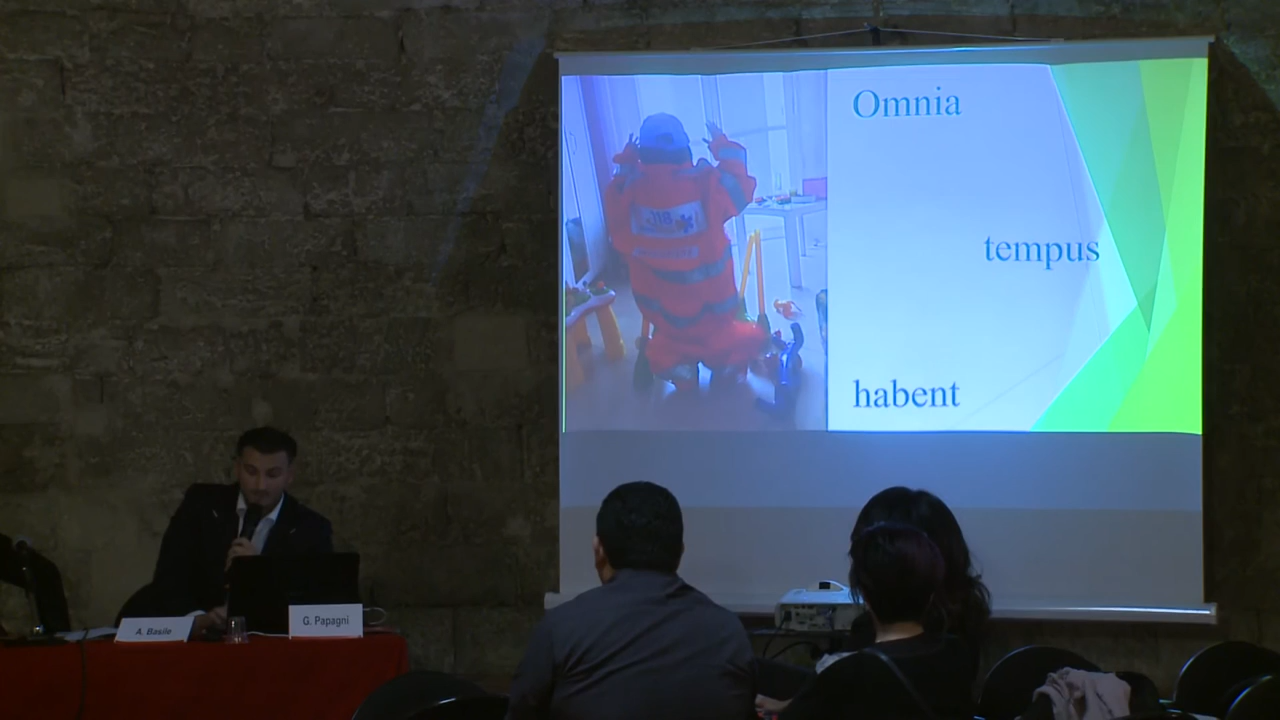 Omnia
tempus
habent
118
A. Basile
G. Papagni